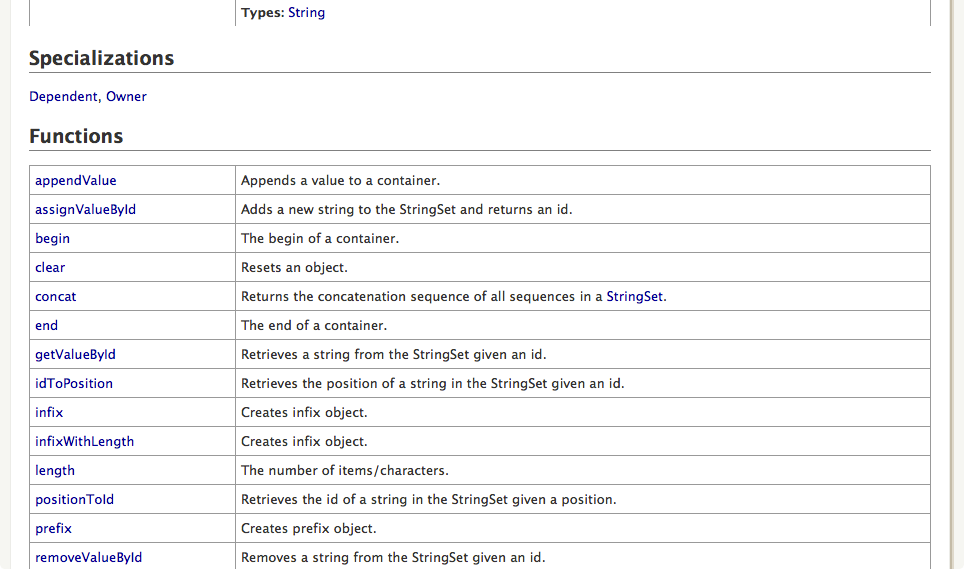 Types: String
Specializations
Dependent, Owner
Functions
appendValue Appends a value to a container.
assignValueById Adds a new string to the StringSet and returns an id.
begin The begin of a container.
clear Resets an object.
concat Returns the concatenation sequence of all sequences in a StringSet.
end The end of a container.
getValueById Retrieves a string from the StringSet given an id.
idToPosition Retrieves the position of a string in the StringSet given an id.
infix Creates infix object.
infixWithLength Creates infix object.
length The number of items/characters.
positionToId Retrieves the id of a string in the StringSet given a position.
prefix Creates prefix object.
removeValueById Removes a string from the StringSet given an id.